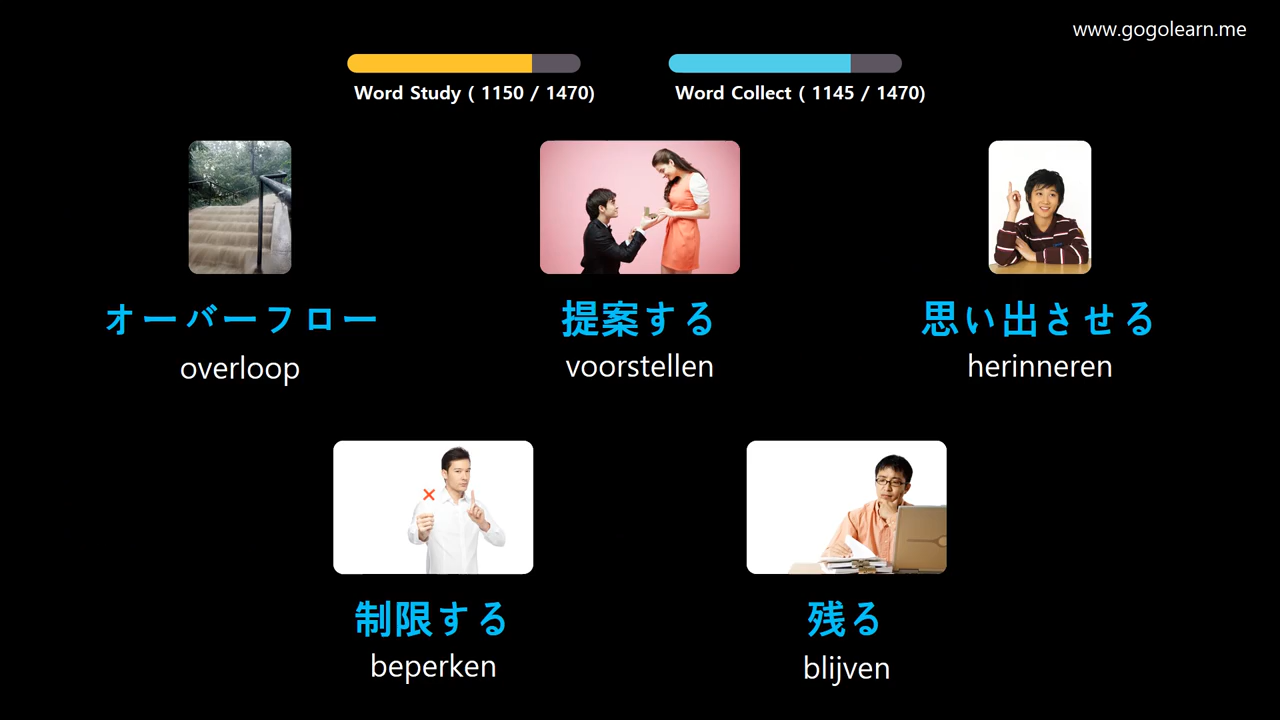 www.gogolearn.me
Word Study ( 1150 / 1470)
Word Collect ( 1145 / 1470)
オーバーフロー
overloop
提案する
voorstellen
思い出させる
herinneren
制限する
beperken
残る
blijven